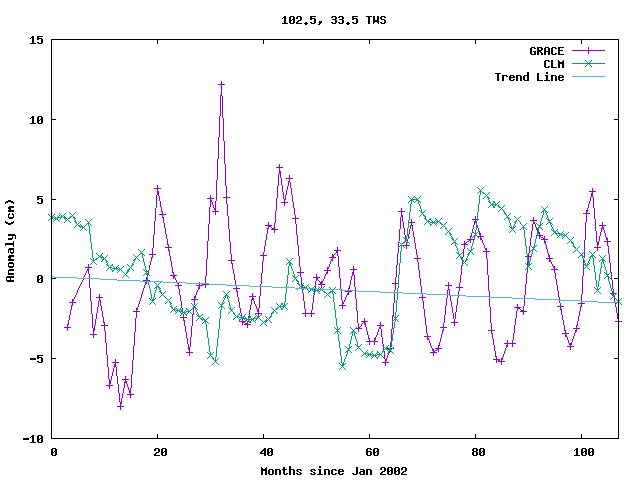 102.5, 33.5 TWS
GRACE
CLM
Trend Line
15
10
5
0
-5
-10
Anomaly (cm)
0 20 40 60 80 100
Months since Jan 2002